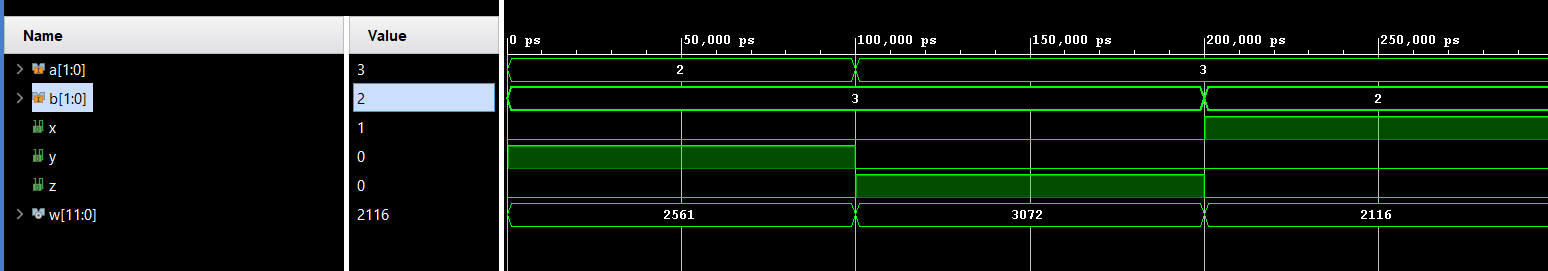 Name Value
0 ps 50,000 ps 100,000 ps 150,000 ps 200,000 ps 250,000 ps
a[1:0] 3 2 3
b[1:0] 2 3 2
x 1
y 0
z 0
w[11:0] 2116 2561 3072 2116